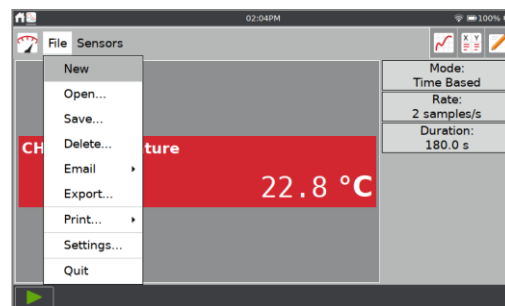 02:04PM
100%
File Sensors
X Y
New
Open...
Save...
Delete...
Email
Export...
Print...
Settings...
Quit
CH ture
22.8 °C
Mode:
Time Based
Rate:
2 samples/s
Duration:
180.0 s